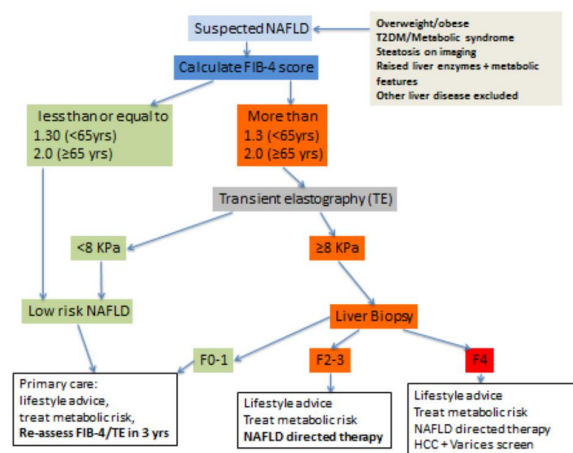 Suspected NAFLD
Overweight/obese
T2DM/Metabolic syndrome
Steatosis on imaging
Raised liver enzymes + metabolic
features
Other liver disease excluded
Calculate FIB-4 score
less than or equal to
1.30 (<65yrs)
2.0 (≥65 yrs)
More than
1.3 (<65yrs)
2.0 (≥65 yrs)
Transient elastography (TE)
<8 KPa
≥8 KPa
Low risk NAFLD
Liver Biopsy
F0-1
F2-3
F4
Primary care:
lifestyle advice,
treat metabolic risk,
Re-assess FIB-4/TE in 3 yrs
Lifestyle advice
Treat metabolic risk
NAFLD directed therapy
Lifestyle advice
Treat metabolic risk
NAFLD directed therapy
HCC + Varices screen